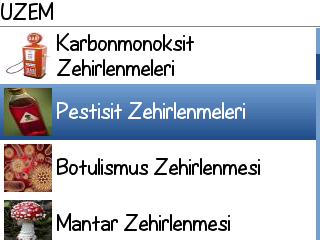 UZEM
Karbonmonoksit
Zehirlenmeleri
Pestisit Zehirlenmeleri
Botulismus Zehirlenmesi
Mantar Zehirlenmesi